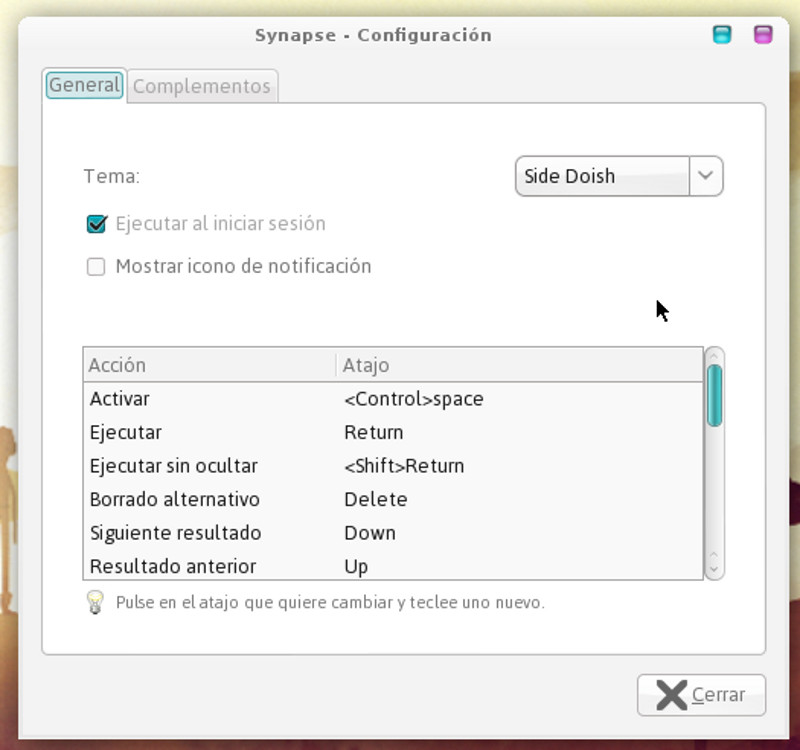 Synapse - Configuración
General Complementos
Tema: Side Doish
Ejecutar al iniciar sesión
Mostrar icono de notificación
Acción Atajo
Activar <Control>space
Ejecutar Return
Ejecutar sin ocultar <Shift>Return
Borrado alternativo Delete
Siguiente resultado Down
Resultado anterior Up
Pulse en el atajo que quiere cambiar y teclee uno nuevo.
Cerrar